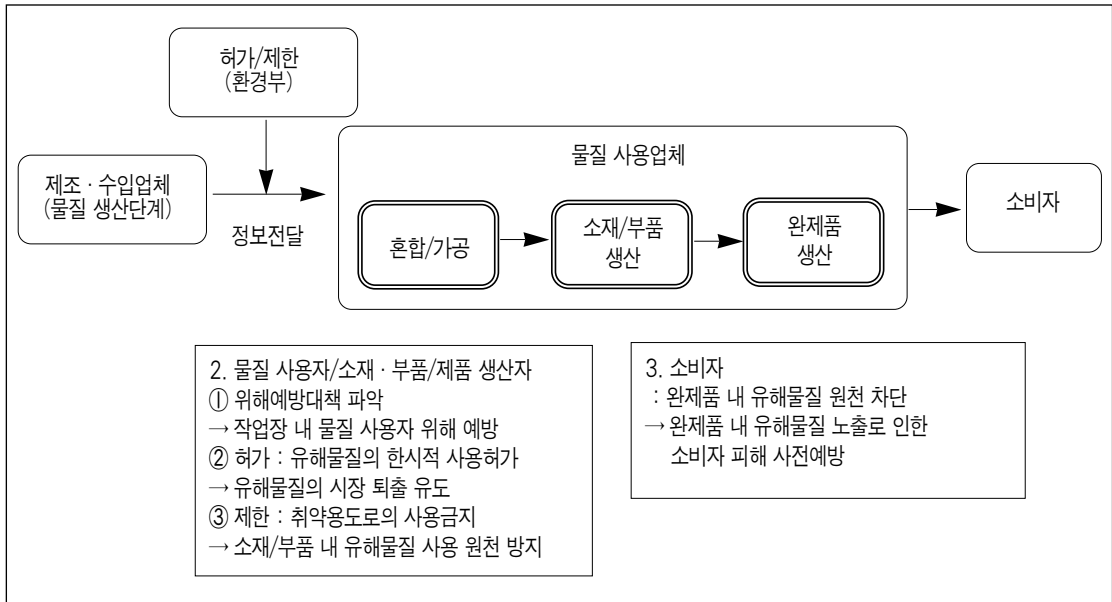 허가/제한
(환경부)
제조 · 수입업체
(물질 생산단계)
정보전달
물질 사용업체
혼합/가공
소재/부품
생산
완제품
생산
소비자
2. 물질 사용자/소재 · 부품/제품 생산자
① 위해예방대책 파악
→ 작업장 내 물질 사용자 위해 예방
② 허가 : 유해물질의 한시적 사용허가
→ 유해물질의 시장 퇴출 유도
③ 제한 : 취약용도로의 사용금지
→ 소재/부품 내 유해물질 사용 원천 방지
3. 소비자
: 완제품 내 유해물질 원천 차단
→ 완제품 내 유해물질 노출로 인한
소비자 피해 사전예방